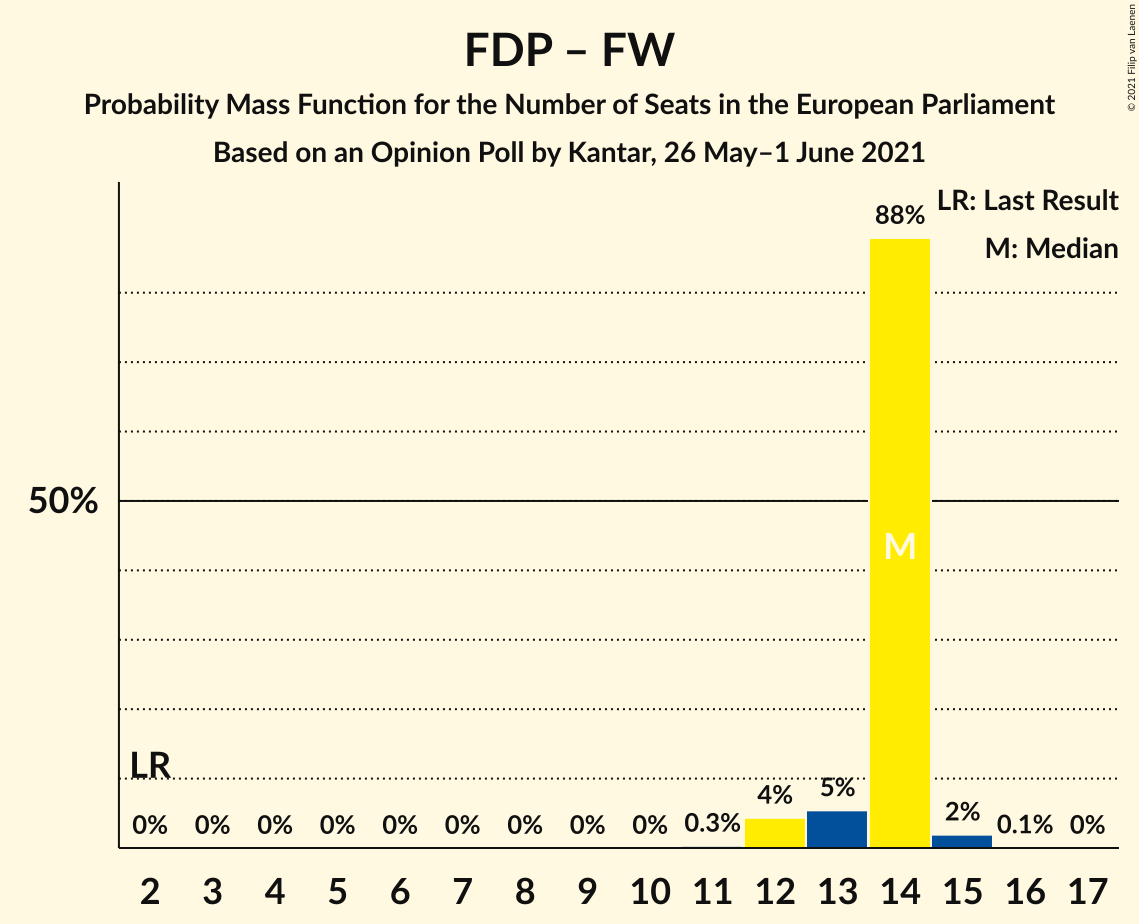 FDP – FW
Probability Mass Function for the Number of Seats in the European Parliament
Based on an Opinion Poll by Kantar, 26 May–1 June 2021
© 2021 Filip van Laenen
LR: Last Result
M: Median
88%
50%
M
LR
0% 0% 0% 0% 0% 0% 0% 0% 0% 0.3% 4% 5% 2% 0.1% 0%
2 3 4 5 6 7 8 9 10 11 12 13 14 15 16 17